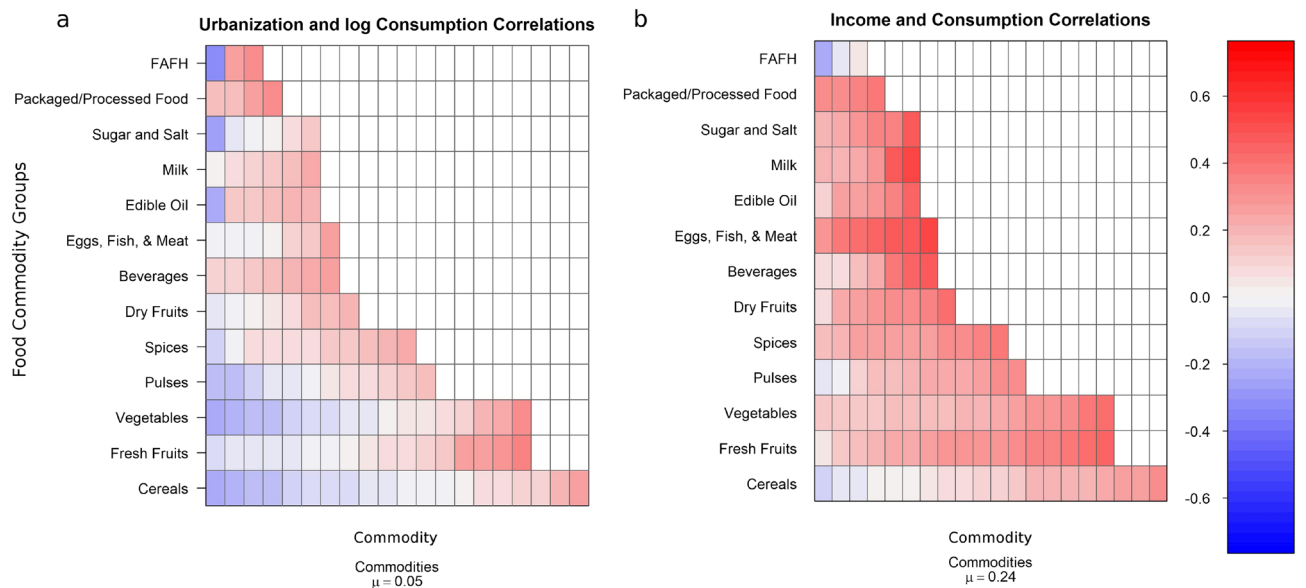 a
Urbanization and log Consumption Correlations
Food Commodity Groups
FAFH
Packaged/Processed Food
Sugar and Salt
Milk
Edible Oil
Eggs, Fish, & Meat
Beverages
Dry Fruits
Spices
Pulses
Vegetables
Fresh Fruits
Cereals
Commodity
Commodities
μ = 0.05
b
Income and Consumption Correlations
FAFH
Packaged/Processed Food
Sugar and Salt
Milk
Edible Oil
Eggs, Fish, & Meat
Beverages
Dry Fruits
Spices
Pulses
Vegetables
Fresh Fruits
Cereals
Commodity
Commodities
μ = 0.24
0.6
0.4
0.2
0.0
-0.2
-0.4
-0.6